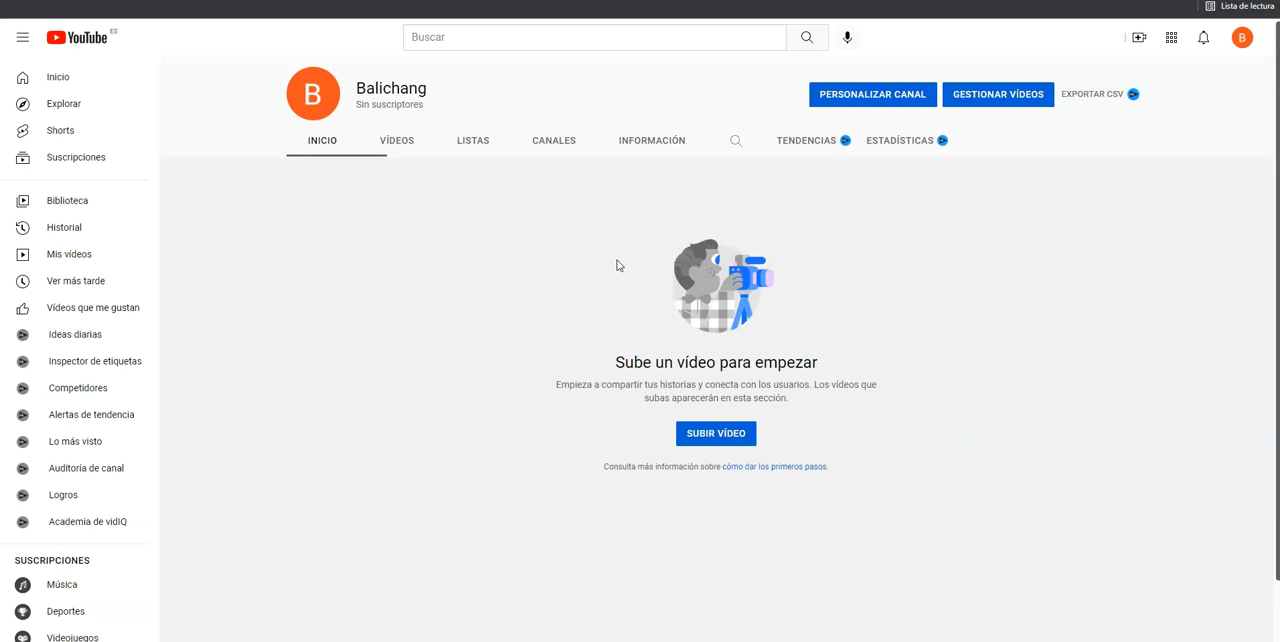 Lista de lectura
YouTube ES
Buscar
B
Inicio
Explorar
Shorts
Suscripciones
Biblioteca
Historial
Mis vídeos
Ver más tarde
Vídeos que me gustan
Ideas diarias
Inspector de etiquetas
Competidores
Alertas de tendencia
Lo más visto
Auditoría de canal
Logros
Academia de vidIQ
SUSCRIPCIONES
Música
Deportes
Videojuegos
B
Balichang
Sin suscriptores
PERSONALIZAR CANAL
GESTIONAR VÍDEOS
EXPORTAR CSV
INICIO
VÍDEOS
LISTAS
CANALES
INFORMACIÓN
TENDENCIAS
ESTADÍSTICAS
Sube un vídeo para empezar
Empieza a compartir tus historias y conecta con los usuarios. Los vídeos que
subas aparecerán en esta sección.
SUBIR VÍDEO
Consulta más información sobre cómo dar los primeros pasos.